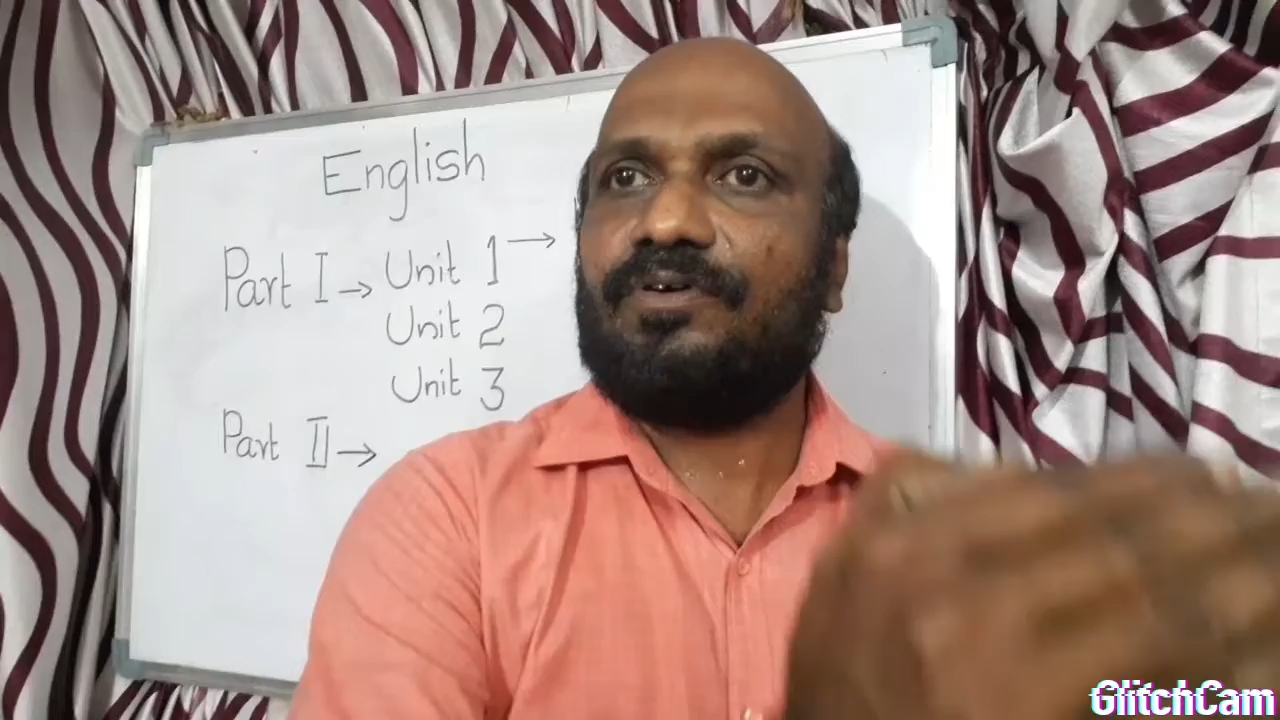 English
Part I → Unit 1 →
Unit 2
Unit 3
Part II →
GlitchCam